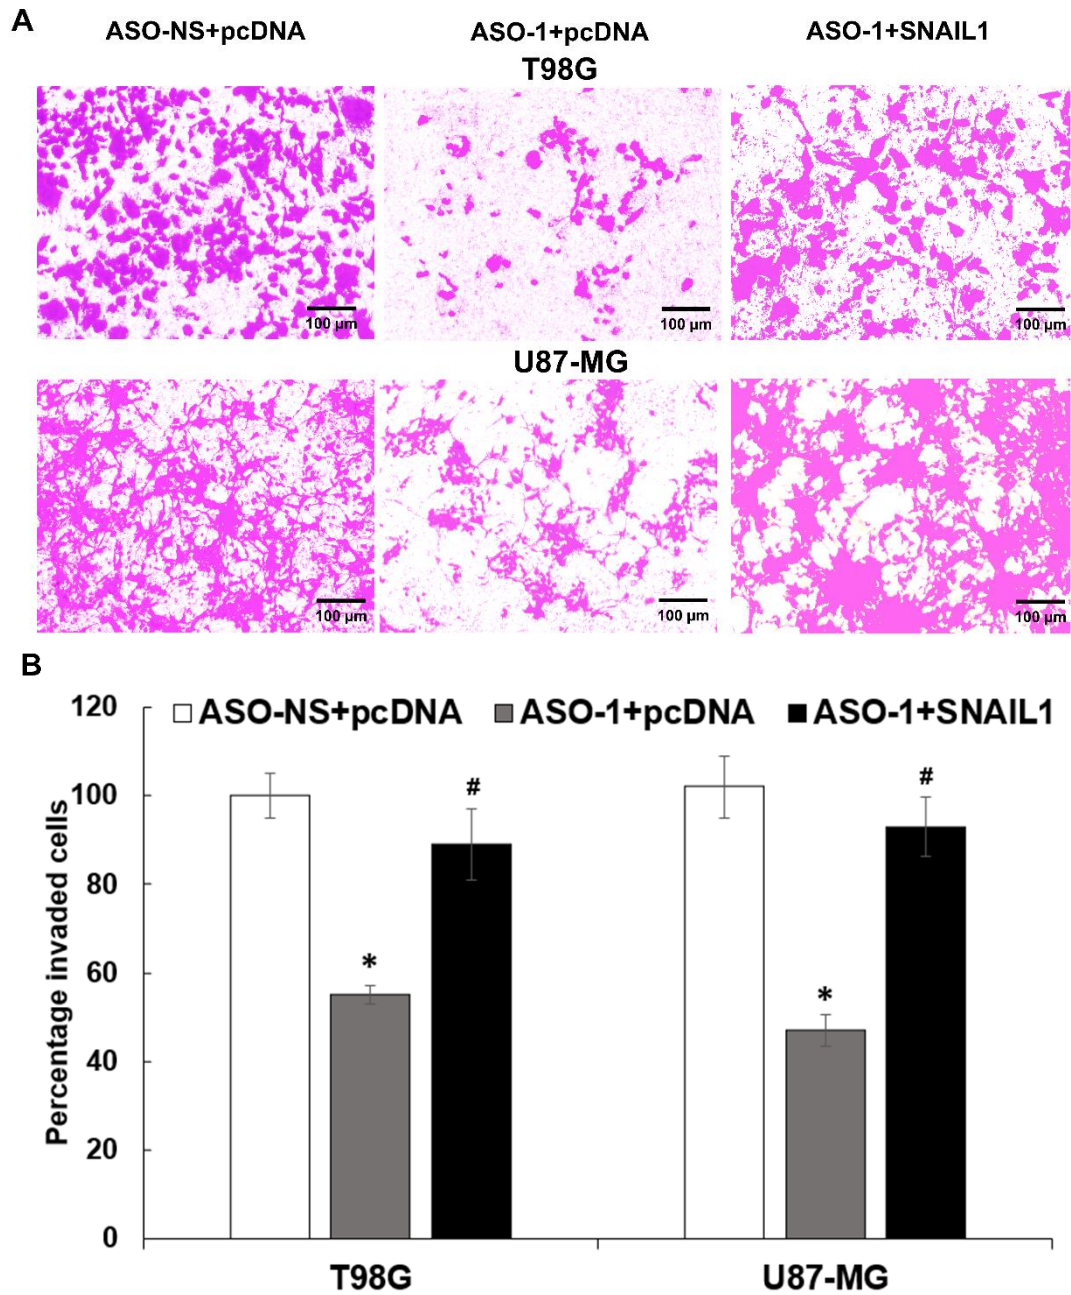 A
ASO-NS+pcDNA ASO-1+pcDNA ASO-1+SNAIL1
T98G
100 µm 100 µm 100 µm
U87-MG
100 µm 100 µm 100 µm
B
ASO-NS+pcDNA ASO-1+pcDNA ASO-1+SNAIL1
Percentage invaded cells
120
100
80
60
40
20
0
* #
* #
T98G U87-MG